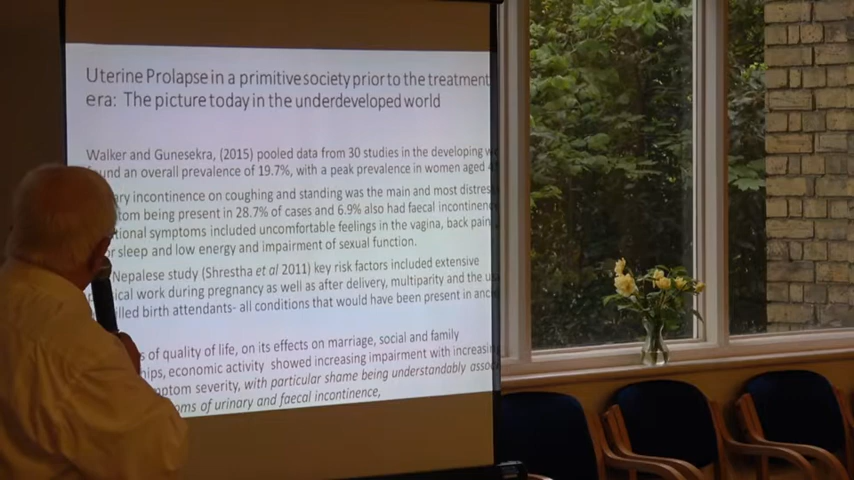 Uterine Prolapse in a primitive society prior to the treatment
era: The picture today in the underdeveloped world
Walker and Gunesekra, (2015) pooled data from 30 studies in the developing
found an overall prevalence of 19.7%, with a peak prevalence in women aged
incontinence on coughing and standing was the main and most
being present in 28.7% of cases and 6.9% also had faecal
symptoms included uncomfortable feelings in the vagina, back pain,
sleep and low energy and impairment of sexual function.
Nepalese study (Shrestha et al 2011) key risk factors included extensive
work during pregnancy as well as after delivery, multiparity and the
birth attendants- all conditions that would have been present in
of quality of life, on its effects on marriage, social and family
economic activity showed increasing impairment with
severity, with particular shame being understandably
of urinary and faecal incontinence,